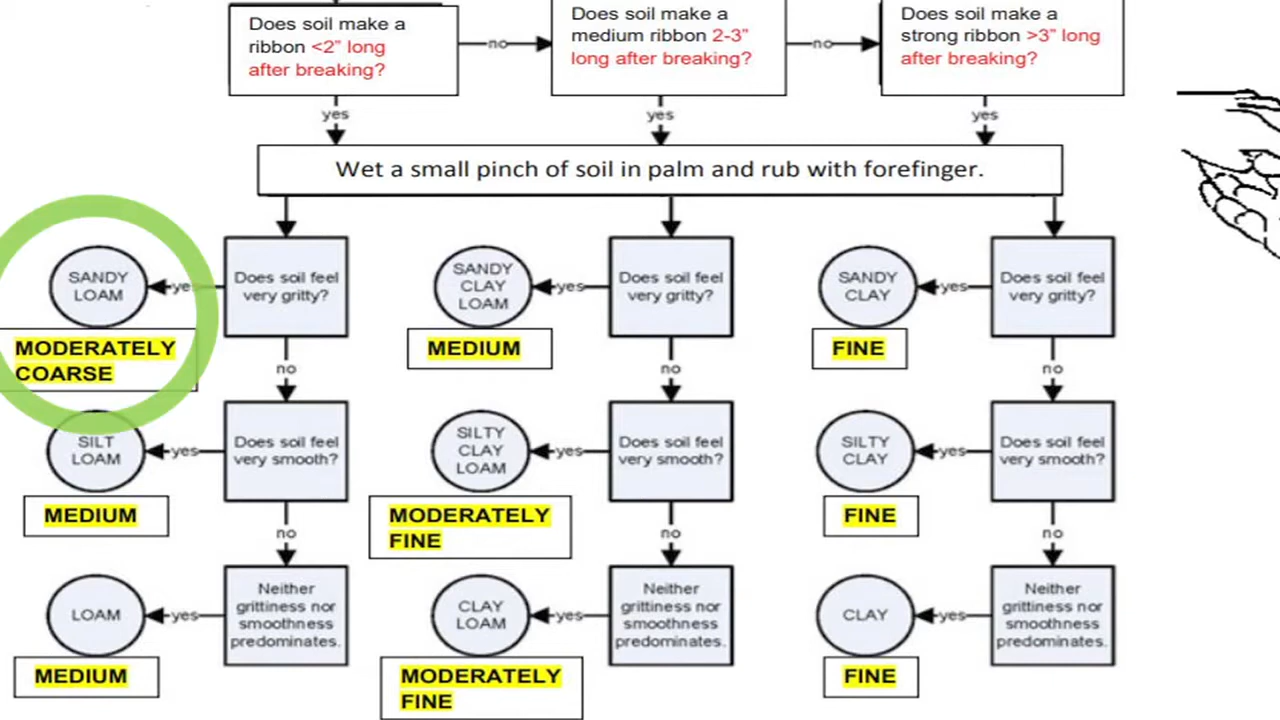 Does soil make a
ribbon <2” long
after breaking?
no
Does soil make a
medium ribbon 2-3”
long after breaking?
no
Does soil make a
strong ribbon >3” long
after breaking?
yes
yes
yes
Wet a small pinch of soil in palm and rub with forefinger.
SANDY
LOAM
yes
Does soil feel
very gritty?
MODERATELY
COARSE
SANDY
CLAY
LOAM
yes
Does soil feel
very gritty?
MEDIUM
SANDY
CLAY
yes
Does soil feel
very gritty?
FINE
no
no
no
SILT
LOAM
yes
Does soil feel
very smooth?
MEDIUM
SILTY
CLAY
LOAM
yes
Does soil feel
very smooth?
MODERATELY
FINE
SILTY
CLAY
yes
Does soil feel
very smooth?
FINE
no
no
no
LOAM
yes
Neither
grittiness nor
smoothness
predominates.
MEDIUM
CLAY
LOAM
yes
Neither
grittiness nor
smoothness
predominates.
MODERATELY
FINE
CLAY
yes
Neither
grittiness nor
smoothness
predominates.
FINE